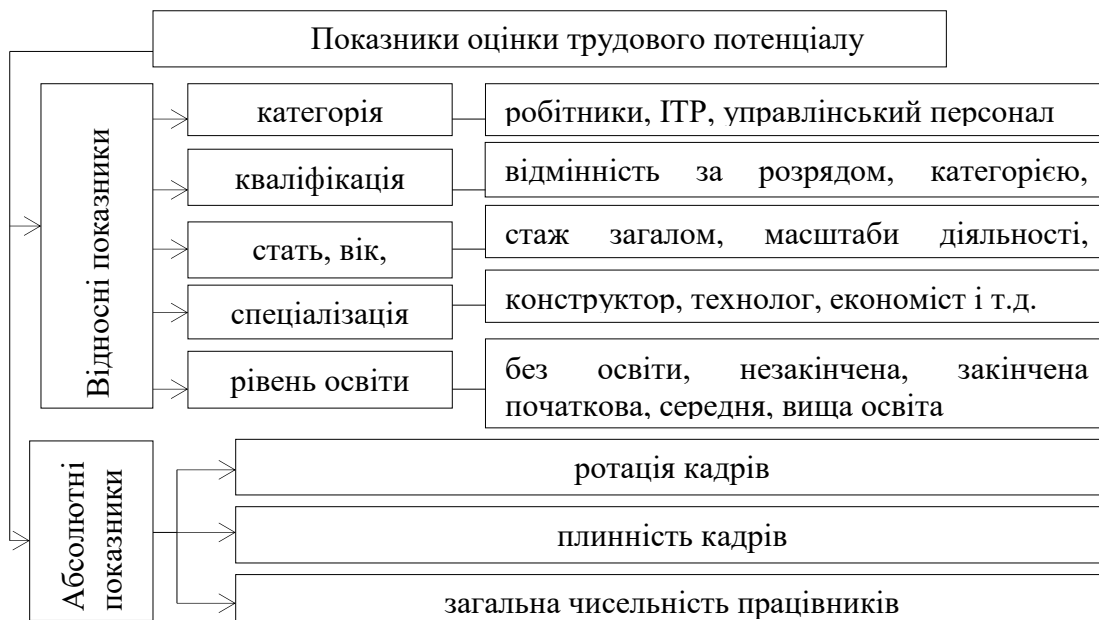 Показники оцінки трудового потенціалу
Відносні показники
категорія
робітники, ІТР, управлінський персонал
кваліфікація
відмінність за розрядом, категорією,
стать, вік,
стаж загалом, масштаби діяльності,
спеціалізація
конструктор, технолог, економіст і т.д.
рівень освіти
без освіти, незакінчена, закінчена
початкова, середня, вища освіта
Абсолютні
показники
ротація кадрів
плинність кадрів
загальна чисельність працівників